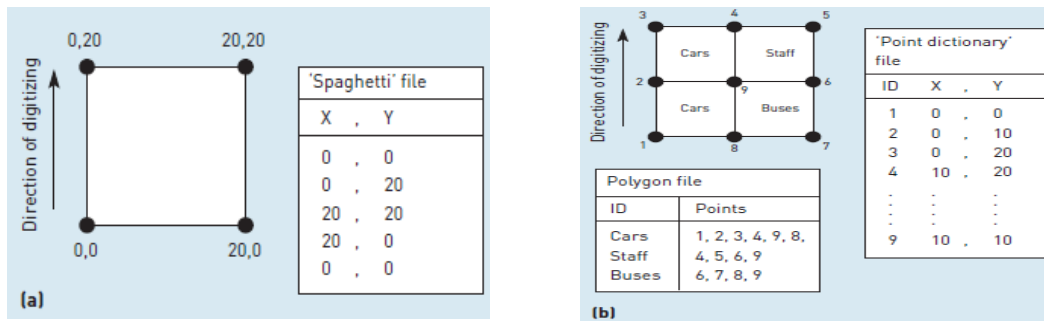 0,20 20,20
Direction of digitizing
0,0 20,0
'Spaghetti' file
X , Y
0 , 0
0 , 20
20 , 20
20 , 0
0 , 0
(a)
3 4 5
Cars Staff
Direction of digitizing
2 9 6
Cars Buses
1 8 7
Polygon file
ID Points
Cars 1, 2, 3, 4, 9, 8,
Staff 4, 5, 6, 9
Buses 6, 7, 8, 9
'Point dictionary'
file
ID X , Y
1 0 , 0
2 0 , 10
3 0 , 20
4 10 , 20
. . . .
. . . .
. . . .
9 10 , 10
(b)